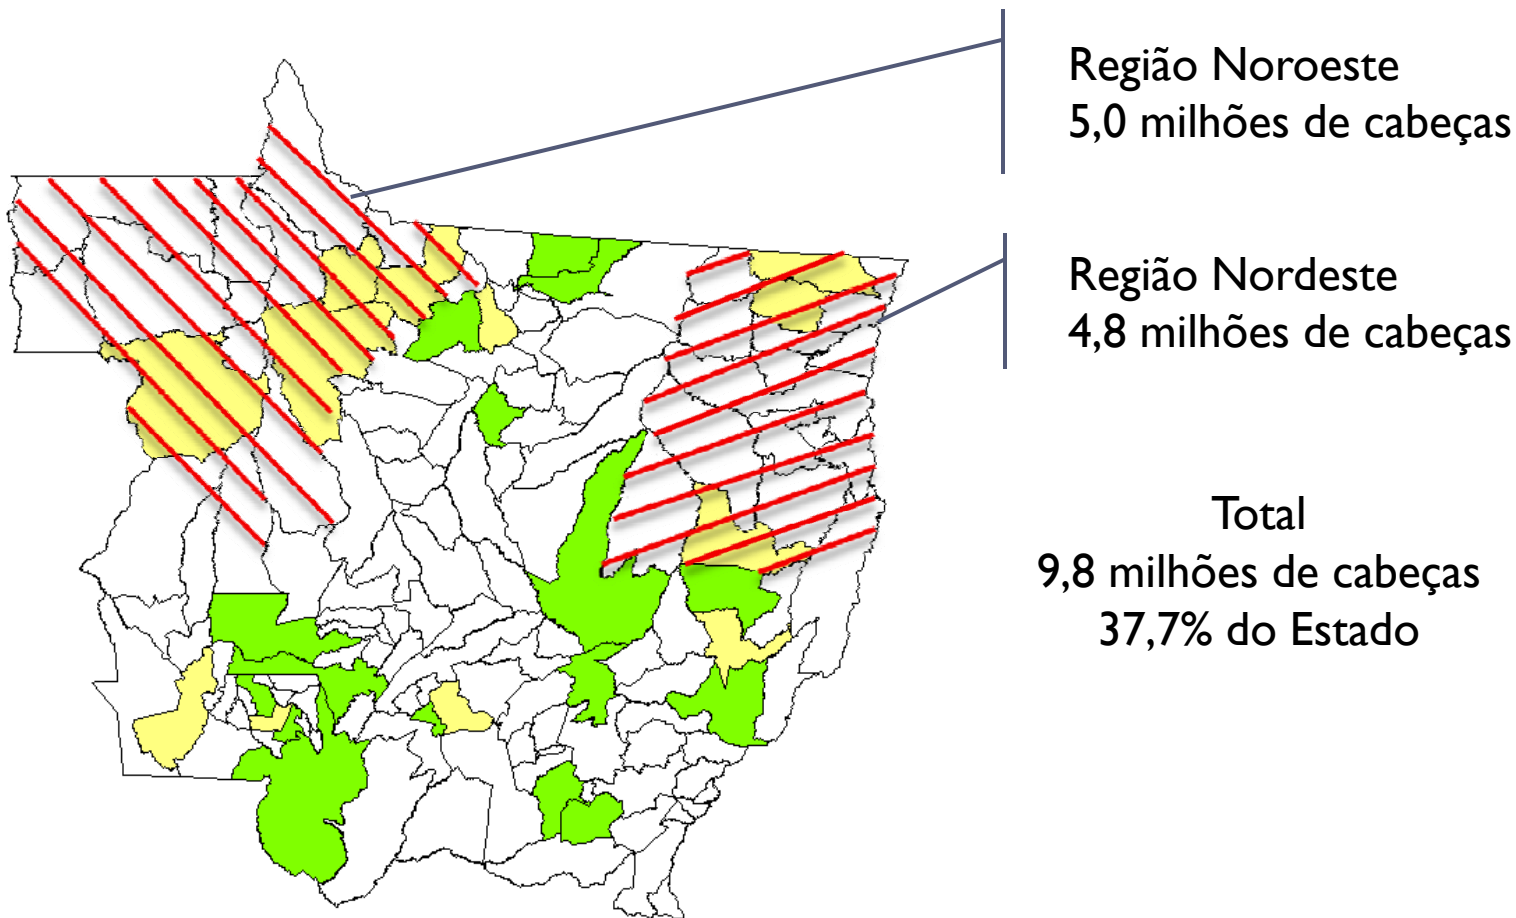 Região Noroeste
5,0 milhões de cabeças
Região Nordeste
4,8 milhões de cabeças
Total
9,8 milhões de cabeças
37,7% do Estado